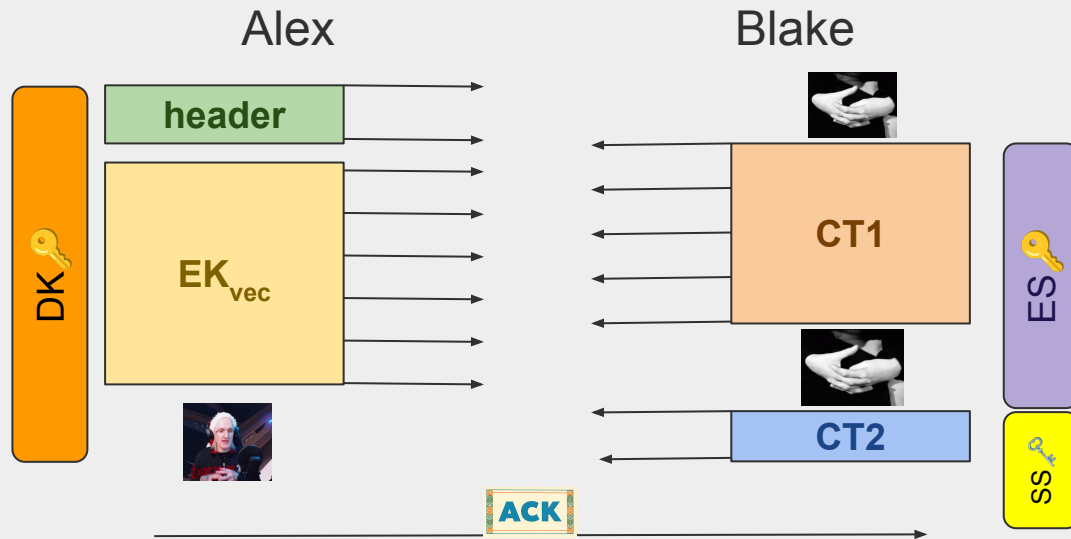 Alex
Blake
header
DK
EKvec
CT1
ES
CT2
SS
ACK